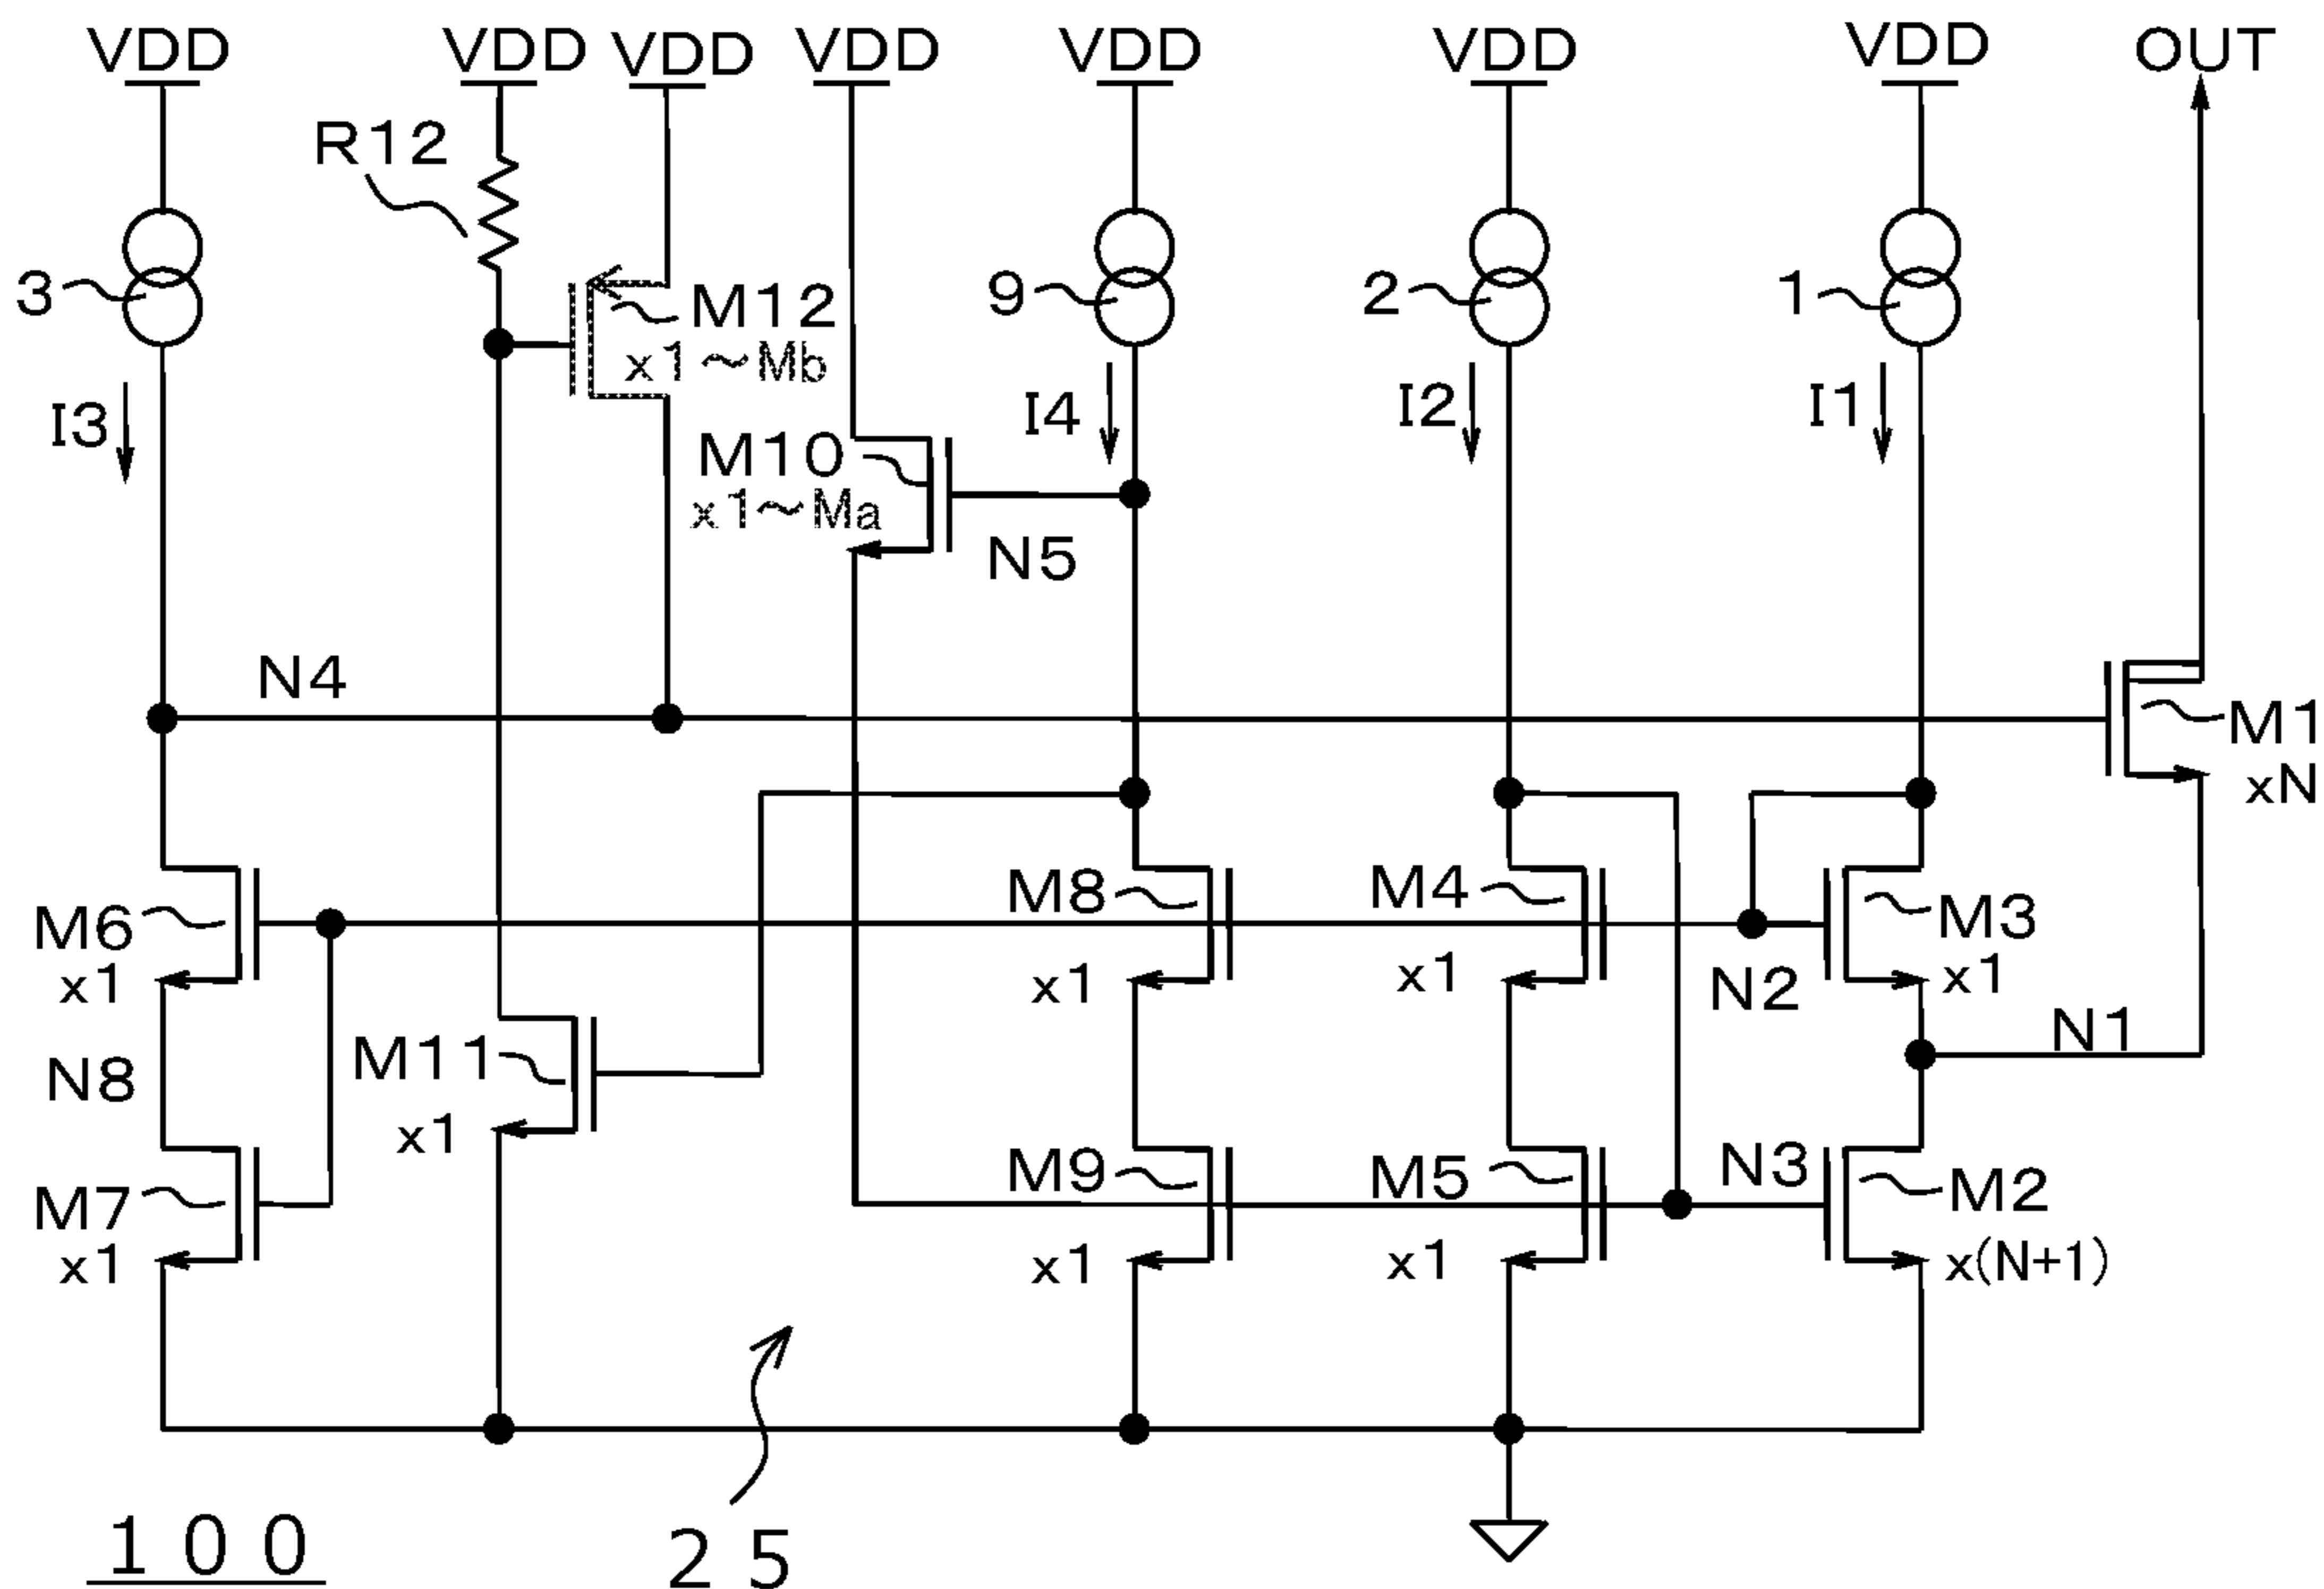 VDD VDD VDD VDD VDD VDD VDD OUT
R12
3 M12 9 2 1
x1~Mb
I3 I4 I2 I1
M10
x1~Ma
N5
N4
M1
xN
M8 M4 M3
M6
x1 x1 x1 x1
N2
N1
M11
N8
x1
M9 M5 N3 M2
M7
x1 x1 x1 x(N+1)
100 25